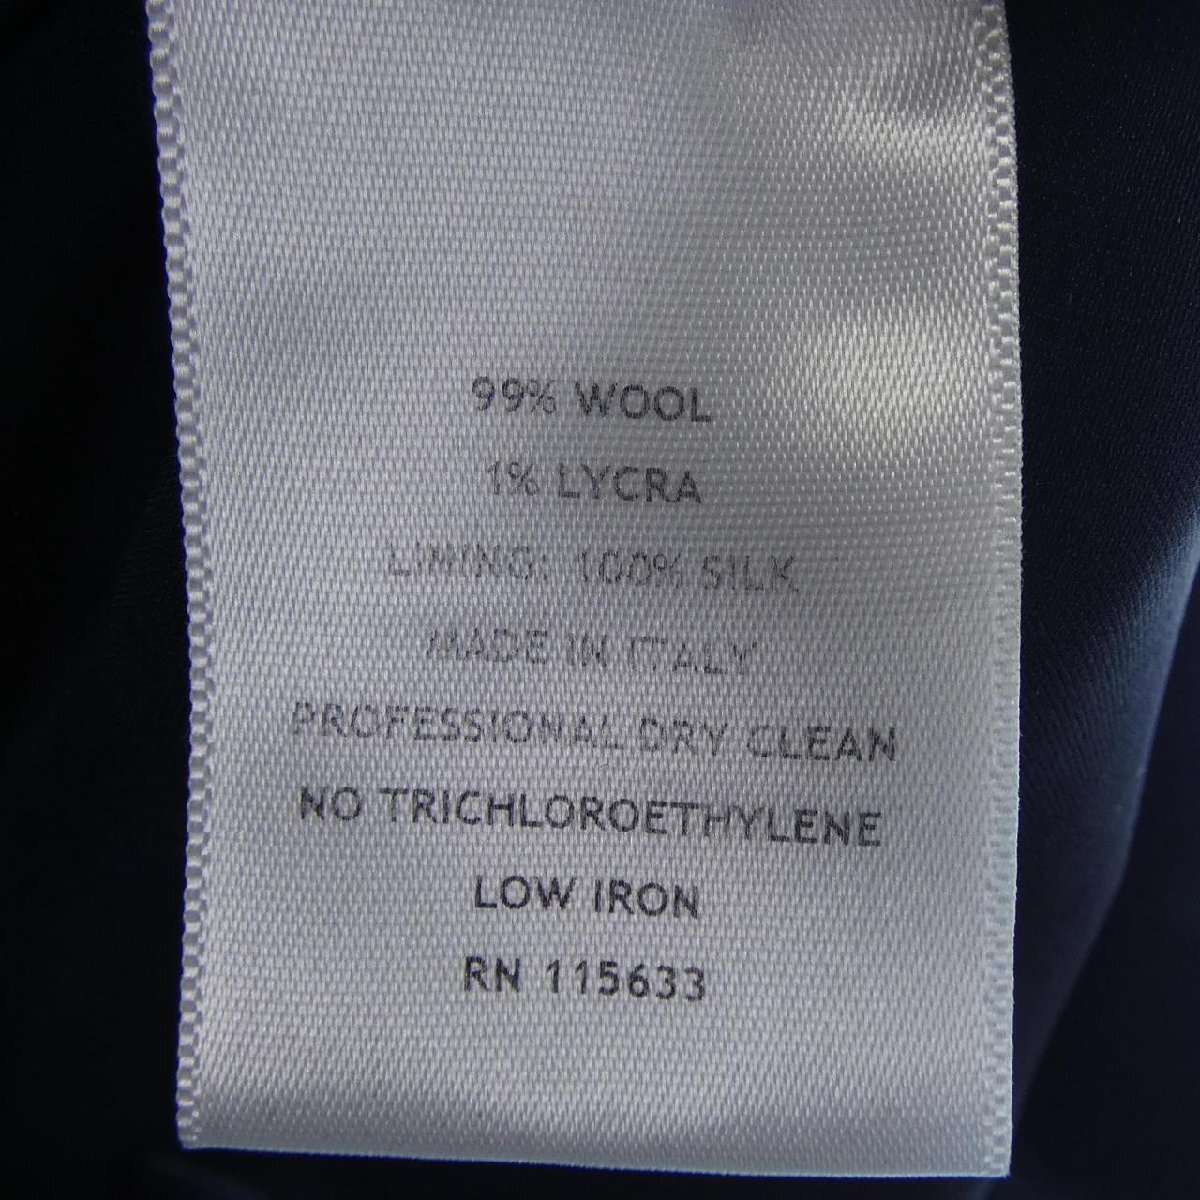 99% WOOL
1% LYCRA
LINING: 100% SILK
MADE IN ITALY
PROFESSIONAL DRY CLEAN
NO TRICHLOROETHYLENE
LOW IRON
RN 115633